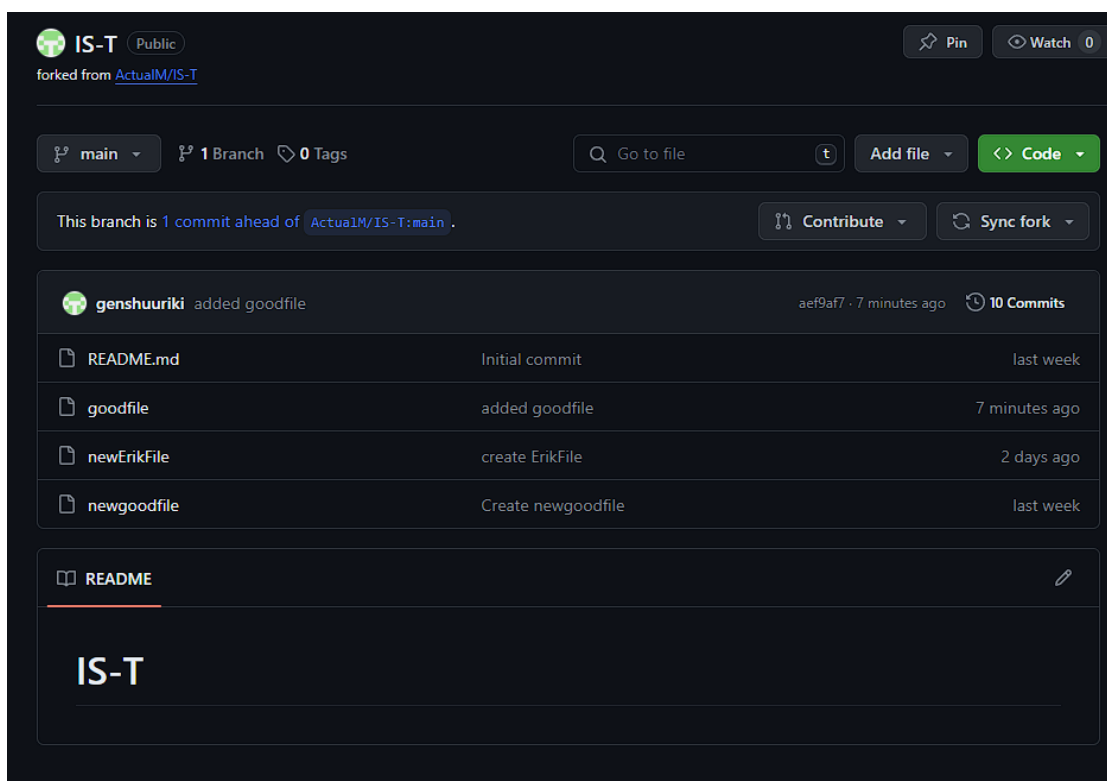 IS-T Public Pin Watch 0
forked from ActualM/IS-T
main 1 Branch 0 Tags Go to file t Add file Code
This branch is 1 commit ahead of ActualM/IS-T:main . Contribute Sync fork
genshuuriki added goodfile aef9af7 · 7 minutes ago 10 Commits
README.md Initial commit last week
goodfile added goodfile 7 minutes ago
newErikFile create ErikFile 2 days ago
newgoodfile Create newgoodfile last week
README
IS-T